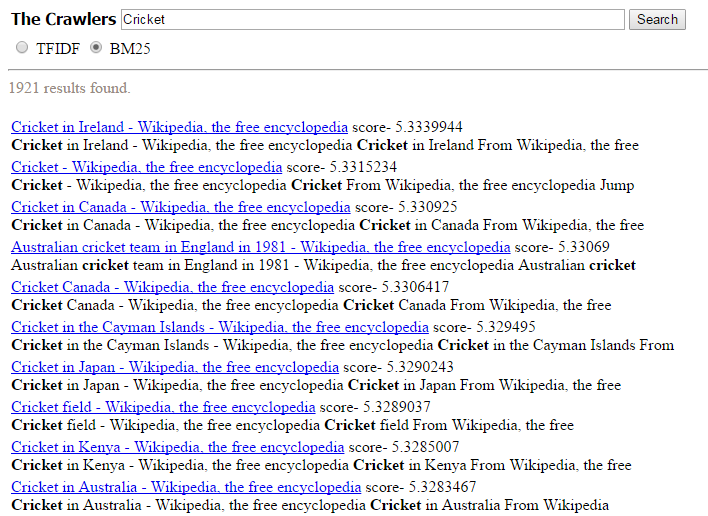 The Crawlers Cricket Search
TFIDF BM25
1921 results found.
Cricket in Ireland - Wikipedia, the free encyclopedia score- 5.3339944
Cricket in Ireland - Wikipedia, the free encyclopedia Cricket in Ireland From Wikipedia, the free
Cricket - Wikipedia, the free encyclopedia score- 5.3315234
Cricket - Wikipedia, the free encyclopedia Cricket From Wikipedia, the free encyclopedia Jump
Cricket in Canada - Wikipedia, the free encyclopedia score- 5.330925
Cricket in Canada - Wikipedia, the free encyclopedia Cricket in Canada From Wikipedia, the free
Australian cricket team in England in 1981 - Wikipedia, the free encyclopedia score- 5.33069
Australian cricket team in England in 1981 - Wikipedia, the free encyclopedia Australian cricket
Cricket Canada - Wikipedia, the free encyclopedia score- 5.3306417
Cricket Canada - Wikipedia, the free encyclopedia Cricket Canada From Wikipedia, the free
Cricket in the Cayman Islands - Wikipedia, the free encyclopedia score- 5.329495
Cricket in the Cayman Islands - Wikipedia, the free encyclopedia Cricket in the Cayman Islands From
Cricket in Japan - Wikipedia, the free encyclopedia score- 5.3290243
Cricket in Japan - Wikipedia, the free encyclopedia Cricket in Japan From Wikipedia, the free
Cricket field - Wikipedia, the free encyclopedia score- 5.3289037
Cricket field - Wikipedia, the free encyclopedia Cricket field From Wikipedia, the free
Cricket in Kenya - Wikipedia, the free encyclopedia score- 5.3285007
Cricket in Kenya - Wikipedia, the free encyclopedia Cricket in Kenya From Wikipedia, the free
Cricket in Australia - Wikipedia, the free encyclopedia score- 5.3283467
Cricket in Australia - Wikipedia, the free encyclopedia Cricket in Australia From Wikipedia